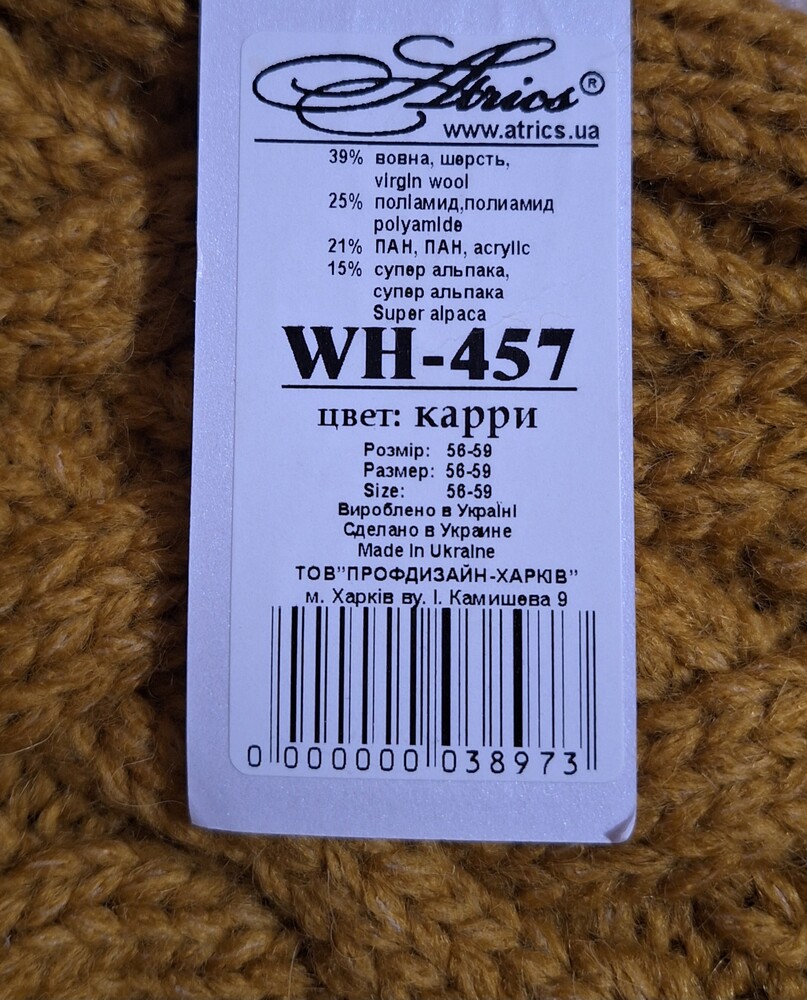 Atrics®
www.atrics.ua
39% вовна, шерсть,
virgin wool
25% поліамид,полиамид
polyamide
21% ПАН, ПАН, acryllc
15% супер альпака,
супер альпака
Super alpaca
WH-457
цвет: карри
Розмір: 56-59
Размер: 56-59
Size: 56-59
Вироблено в Україні
Сделано в Украине
Made In Ukraine
ТОВ"ПРОФДИЗАЙН-ХАРКІВ"
м. Харків ву. І. Камишева 9
0 000000 038973